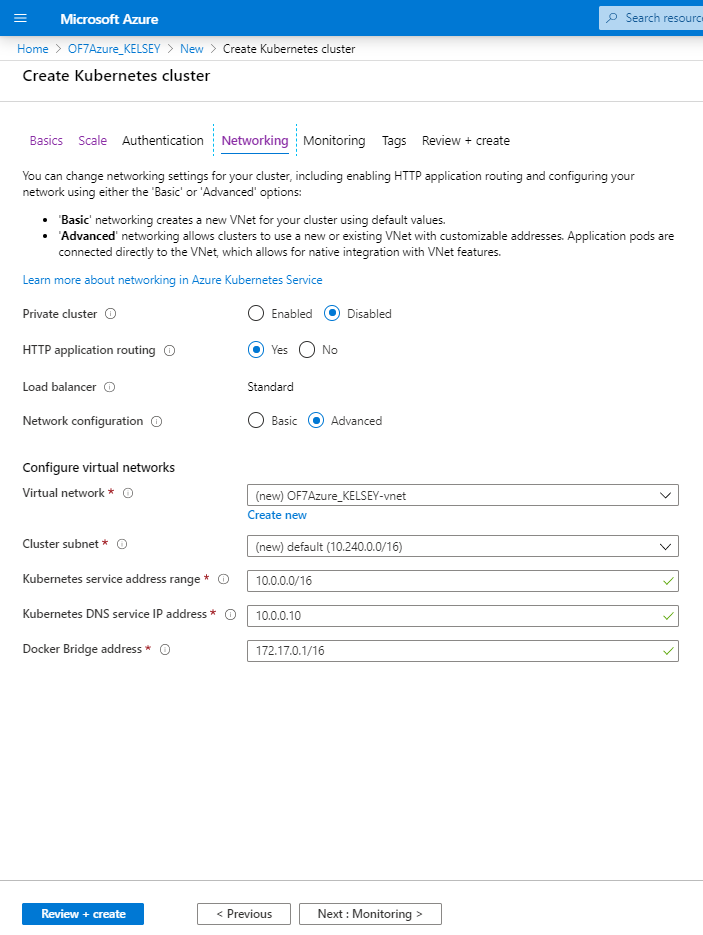 Microsoft Azure
Search resourc
Home > OF7Azure_KELSEY > New > Create Kubernetes cluster
Create Kubernetes cluster
Basics Scale Authentication Networking Monitoring Tags Review + create
You can change networking settings for your cluster, including enabling HTTP application routing and configuring your
network using either the 'Basic' or 'Advanced' options:
• 'Basic' networking creates a new VNet for your cluster using default values.
• 'Advanced' networking allows clusters to use a new or existing VNet with customizable addresses. Application pods are
connected directly to the VNet, which allows for native integration with VNet features.
Learn more about networking in Azure Kubernetes Service
Private cluster Enabled Disabled
HTTP application routing Yes No
Load balancer Standard
Network configuration Basic Advanced
Configure virtual networks
Virtual network * (new) OF7Azure_KELSEY-vnet
Create new
Cluster subnet * (new) default (10.240.0.0/16)
Kubernetes service address range * 10.0.0.0/16
Kubernetes DNS service IP address * 10.0.0.10
Docker Bridge address * 172.17.0.1/16
Review + create < Previous Next : Monitoring >